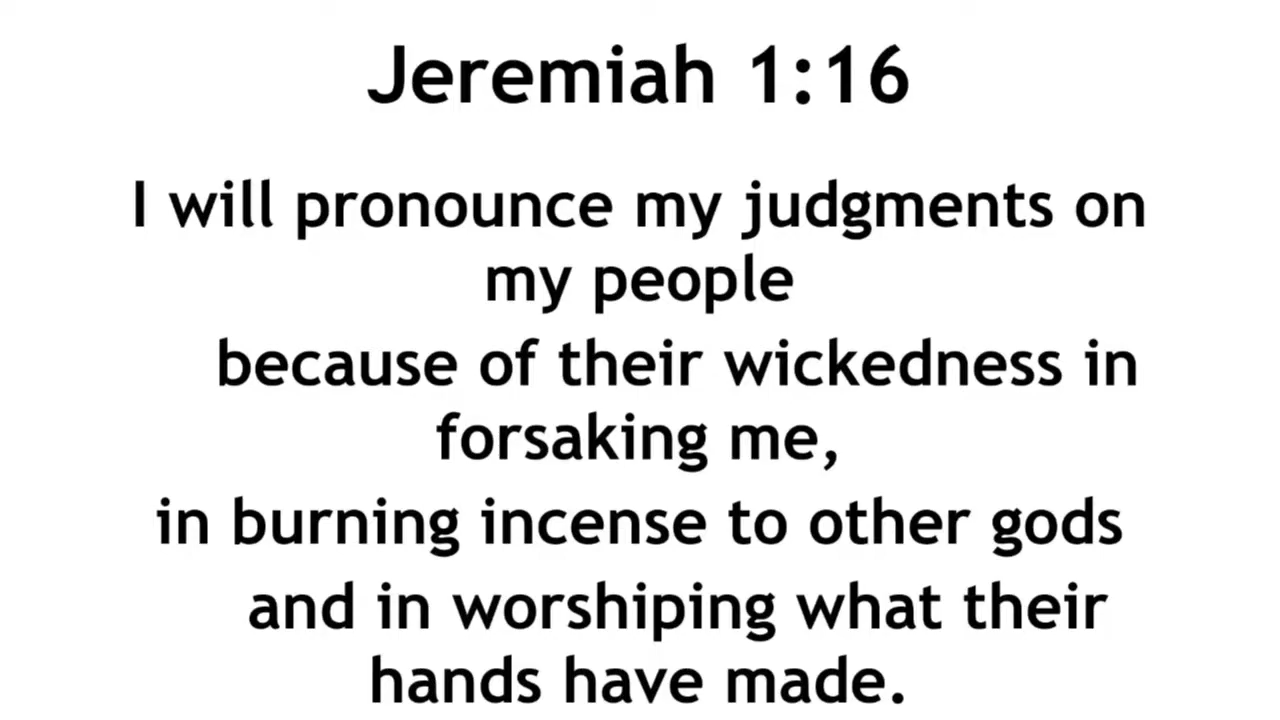 Jeremiah 1:16
I will pronounce my judgments on
my people
because of their wickedness in
forsaking me,
in burning incense to other gods
and in worshiping what their
hands have made.